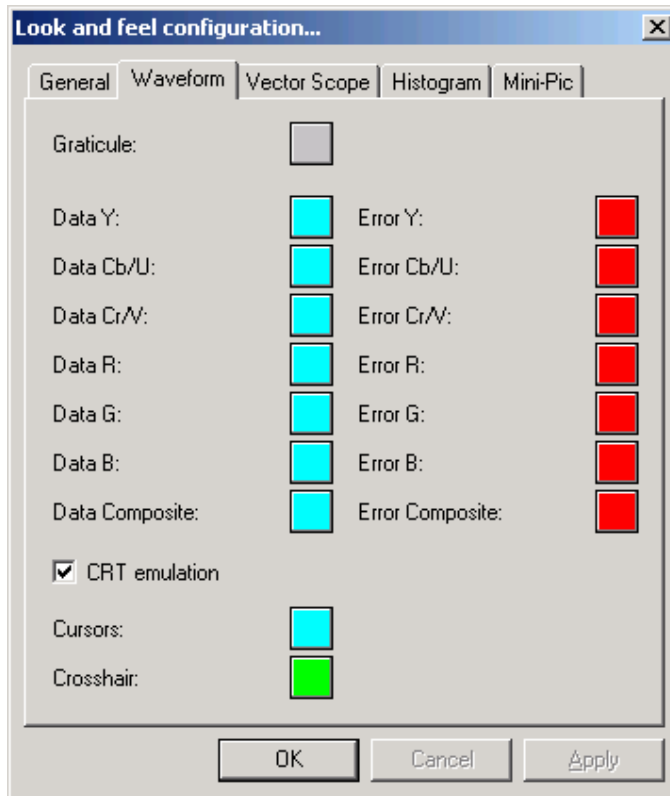 Look and feel configuration...
General Waveform Vector Scope Histogram Mini-Pic
Graticule:
Data Y: Error Y:
Data Cb/U: Error Cb/U:
Data Cr/V: Error Cr/V:
Data R: Error R:
Data G: Error G:
Data B: Error B:
Data Composite: Error Composite:
CRT emulation
Cursors:
Crosshair:
OK Cancel Apply